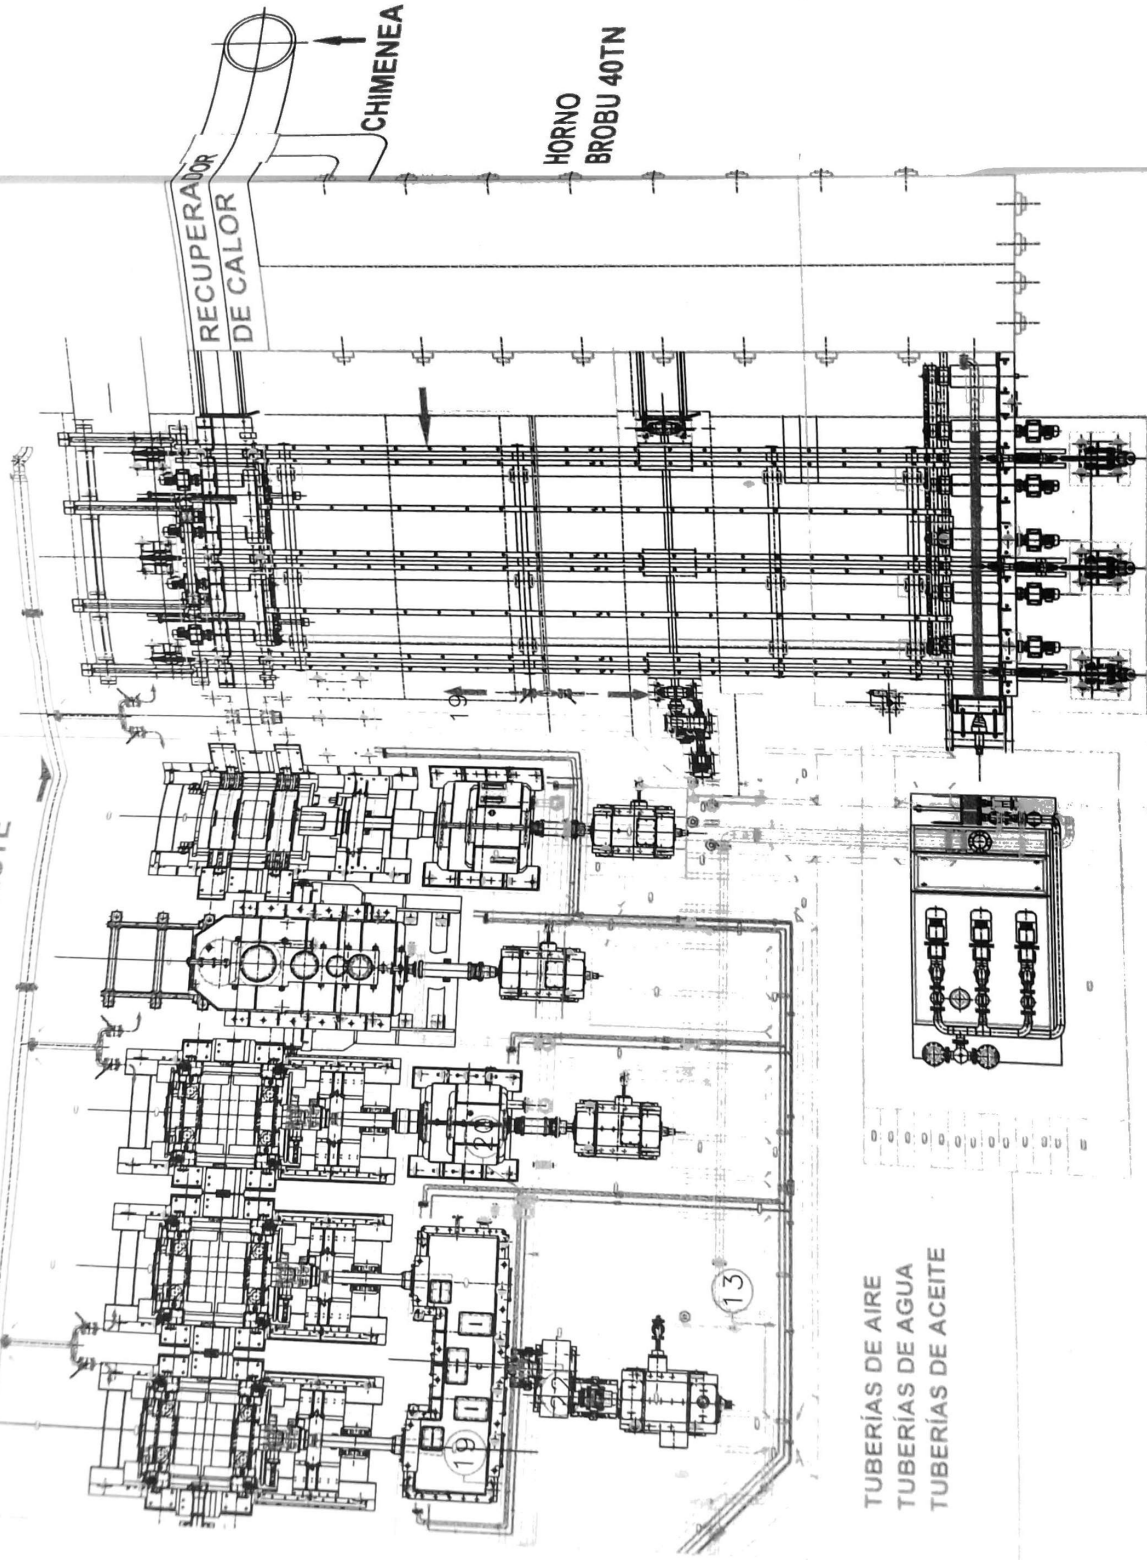 CHIMENEA
HORNO
BROBU 40TN
RECUPERADOR
DE CALOR
19
20
13
22
19
TUBERÍAS DE AIRE
TUBERÍAS DE AGUA
TUBERÍAS DE ACEITE